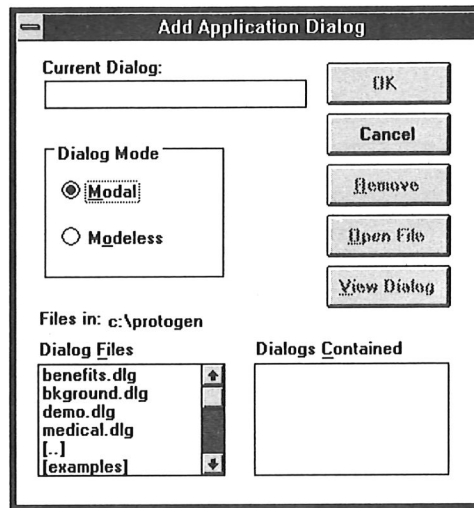 Add Application Dialog
Current Dialog:
OK
Cancel
Dialog Mode
Modal
Modeless
Remove
Open File
View Dialog
Files in: c:\protogen
Dialog Files
benefits.dlg
bkground.dlg
demo.dlg
medical.dlg
[..]
[examples]
Dialogs Contained